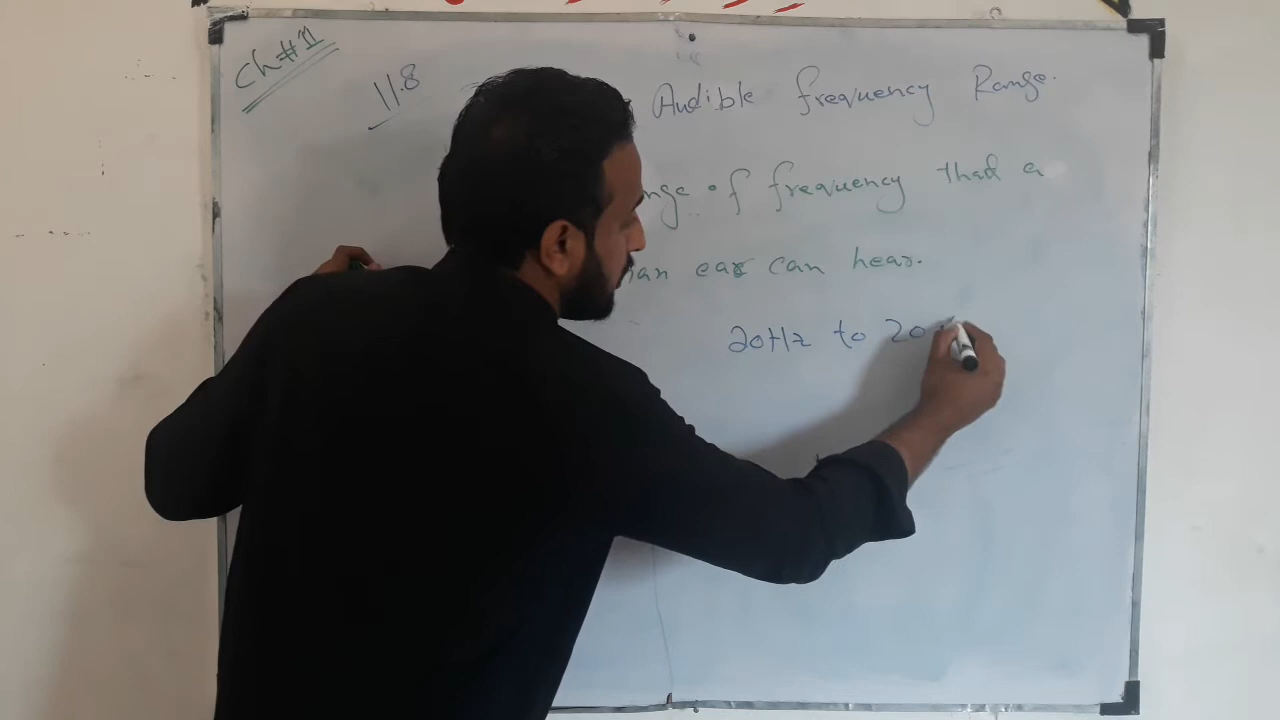 Ch#11
11.8 Audible frequency Range.
nge of frequency that a
an ear can hear.
20Hz to 20